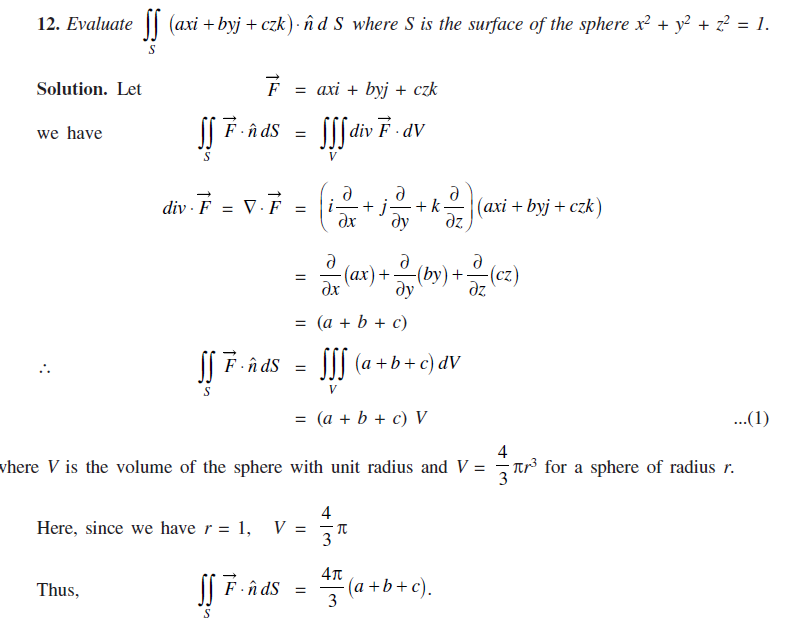 12. Evaluate ∬_S (axi + byj + czk) · n̂ d S where S is the surface of the sphere x² + y² + z² = 1.
Solution. Let F⃗ = axi + byj + czk
we have ∬_S F⃗ · n̂ dS = ∭_V div F⃗ · dV
div · F⃗ = ∇ · F⃗ = (i ∂/∂x + j ∂/∂y + k ∂/∂z) (axi + byj + czk)
= ∂/∂x (ax) + ∂/∂y (by) + ∂/∂z (cz)
= (a + b + c)
∴ ∬_S F⃗ · n̂ dS = ∭_V (a + b + c) dV
= (a + b + c) V ...(1)
where V is the volume of the sphere with unit radius and V = 4/3 πr³ for a sphere of radius r.
Here, since we have r = 1, V = 4/3 π
Thus, ∬_S F⃗ · n̂ dS = 4π/3 (a + b + c).